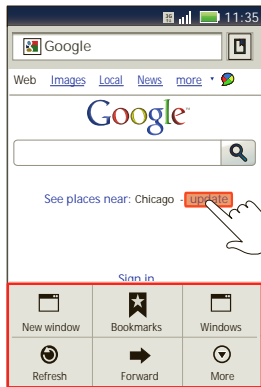 11:35
Google
Web Images Local News more
Google
See places near: Chicago - update
Sign in
New window Bookmarks Windows
Refresh Forward More